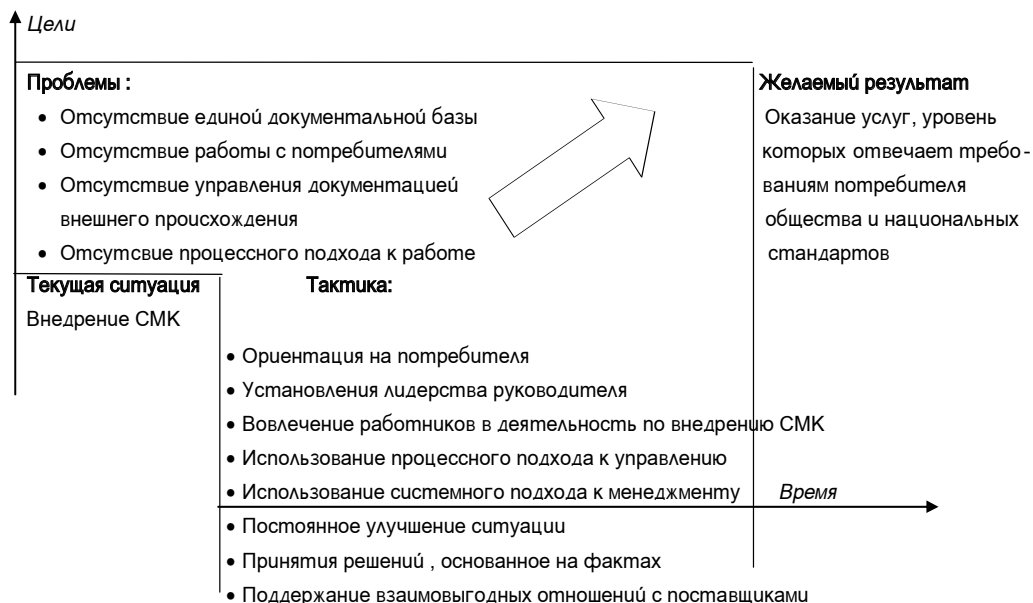 Цели
Проблемы :
• Отсутствие единой документальной базы
• Отсутствие работы с потребителями
• Отсутствие управления документацией
внешнего происхождения
• Отсутсвие процессного подхода к работе
Желаемый результат
Оказание услуг, уровень
которых отвечает требо-
ваниям потребителя
общества и национальных
стандартов
Текущая ситуация
Внедрение СМК
Тактика:
• Ориентация на потребителя
• Установления лидерства руководителя
• Вовлечение работников в деятельность по внедрению СМК
• Использование процессного подхода к управлению
• Использование системного подхода к менеджменту
Время
• Постоянное улучшение ситуации
• Принятия решений , основанное на фактах
• Поддержание взаимовыгодных отношений с поставщиками